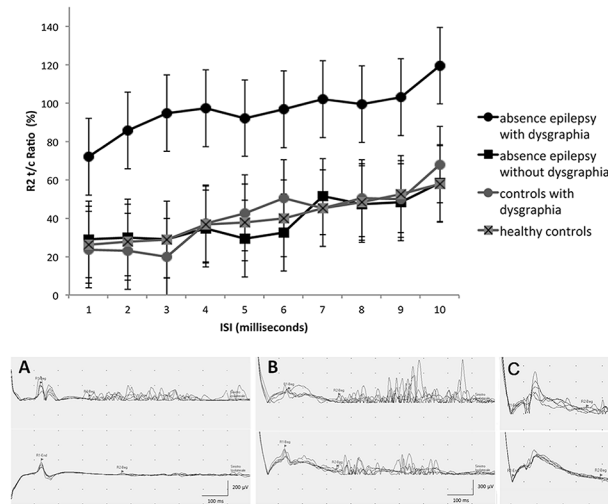 140
120
100
80
60
40
20
0
R2 t/c Ratio (%)
1 2 3 4 5 6 7 8 9 10
ISI (milliseconds)
absence epilepsy
with dysgraphia
absence epilepsy
without dysgraphia
controls with
dysgraphia
healthy controls
A
B
C
200 µV
100 ms
300 µV
100 ms